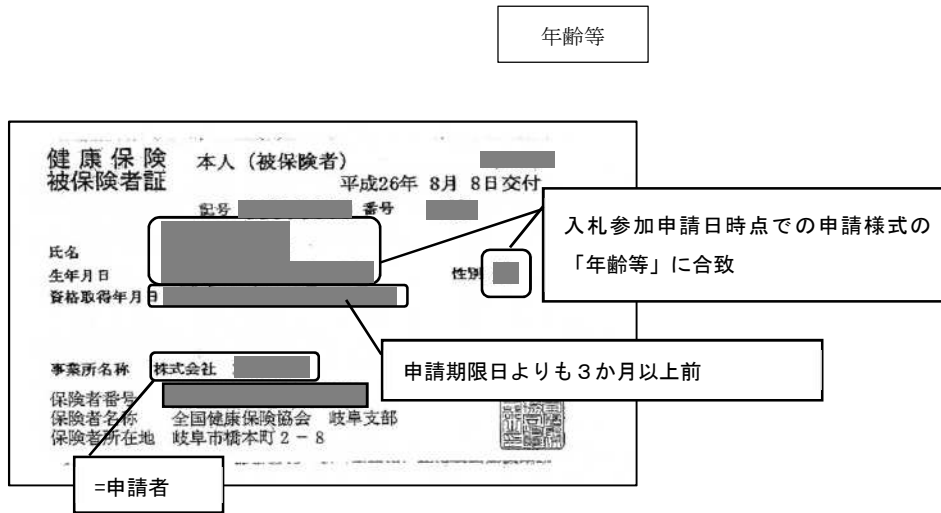 年齢等
健康保険 本人（被保険者）
被保険者証
平成26年 8月 8日交付
記号 番号
氏名
生年月日 性別
資格取得年月日
事業所名称 株式会社
保険者番号
保険者名称 全国健康保険協会 岐阜支部
保険者所在地 岐阜市橋本町２－８
入札参加申請日時点での申請様式の
「年齢等」に合致
申請期限日よりも３か月以上前
=申請者